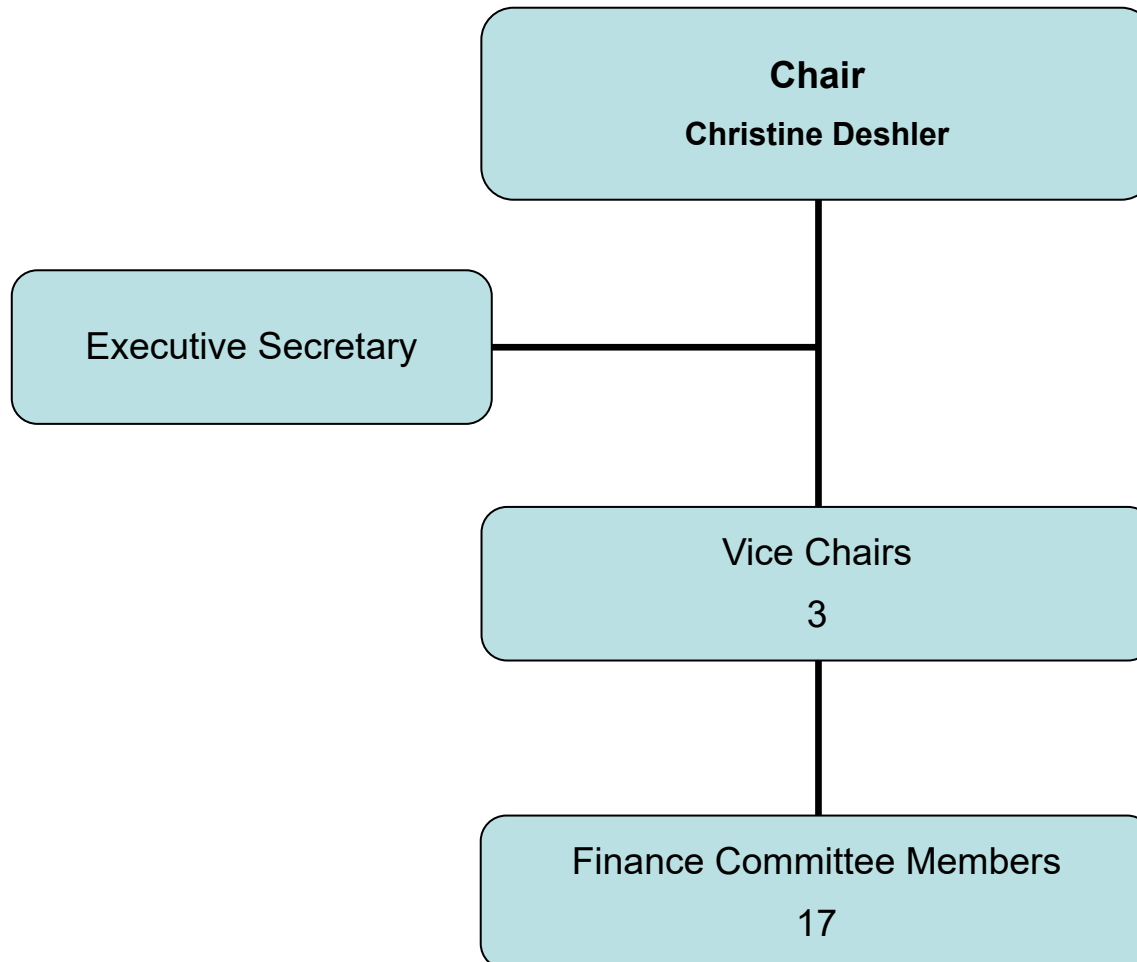 Chair
Christine Deshler
Executive Secretary
Vice Chairs
3
Finance Committee Members
17